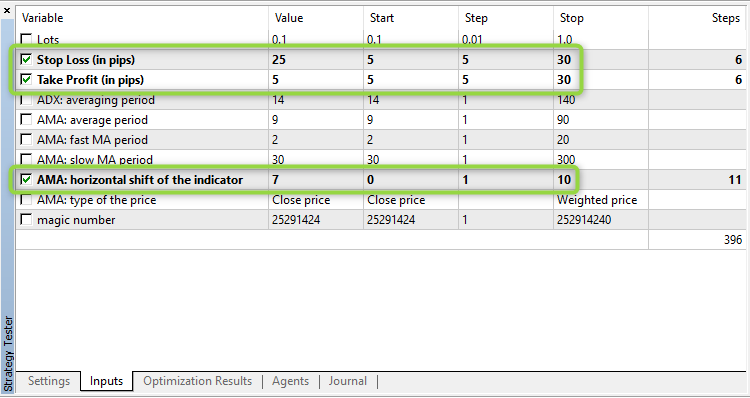 Variable Value Start Step Stop Steps
Lots 0.1 0.1 0.01 1.0
Stop Loss (in pips) 25 5 5 30 6
Take Profit (in pips) 5 5 5 30 6
ADX: averaging period 14 14 1 140
AMA: average period 9 9 1 90
AMA: fast MA period 2 2 1 20
AMA: slow MA period 30 30 1 300
AMA: horizontal shift of the indicator 7 0 1 10 11
AMA: type of the price Close price Close price Weighted price
magic number 25291424 25291424 1 252914240
396
Strategy Tester
Settings Inputs Optimization Results Agents Journal